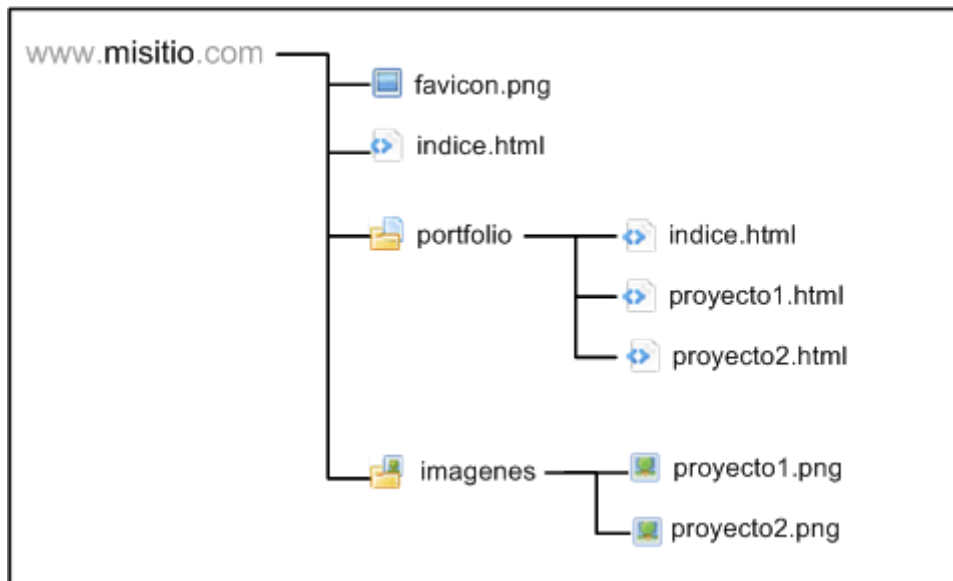 www.misitio.com
favicon.png
indice.html
portfolio
indice.html
proyecto1.html
proyecto2.html
imagenes
proyecto1.png
proyecto2.png